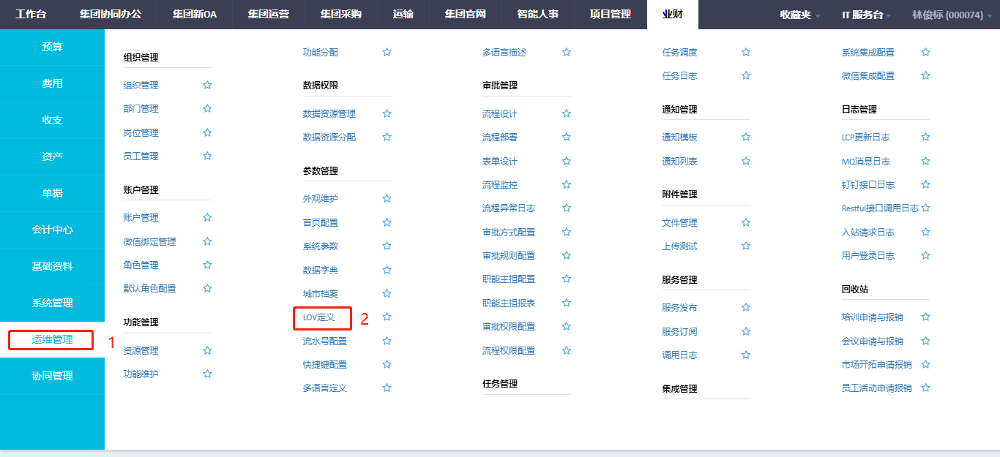 工作台
集团协同办公
集团新OA
集团运营
集团采购
运输
集团官网
智能人事
项目管理
业财
收藏夹
IT 服务台
林俊标 (000074)
预算
费用
收支
资产
单据
会计中心
基础资料
系统管理
运维管理
1
协同管理
组织管理
组织管理
部门管理
岗位管理
员工管理
账户管理
账户管理
微信绑定管理
角色管理
默认角色配置
功能管理
资源管理
功能维护
功能分配
数据权限
数据资源管理
数据资源分配
参数管理
外观维护
首页配置
系统参数
数据字典
城市档案
LOV定义
2
流水号配置
快捷键配置
多语言定义
多语言描述
审批管理
流程设计
流程部署
表单设计
流程监控
流程异常日志
审批方式配置
审批规则配置
职能主担配置
职能主担报表
审批权限配置
流程权限配置
任务管理
任务调度
任务日志
通知管理
通知模板
通知列表
附件管理
文件管理
上传测试
服务管理
服务发布
服务订阅
调用日志
集成管理
系统集成配置
微信集成配置
日志管理
LCP更新日志
MQ消息日志
钉钉接口日志
Restful接口调用日志
入站请求日志
用户登录日志
回收站
培训申请与报销
会议申请与报销
市场开拓申请报销
员工活动申请报销